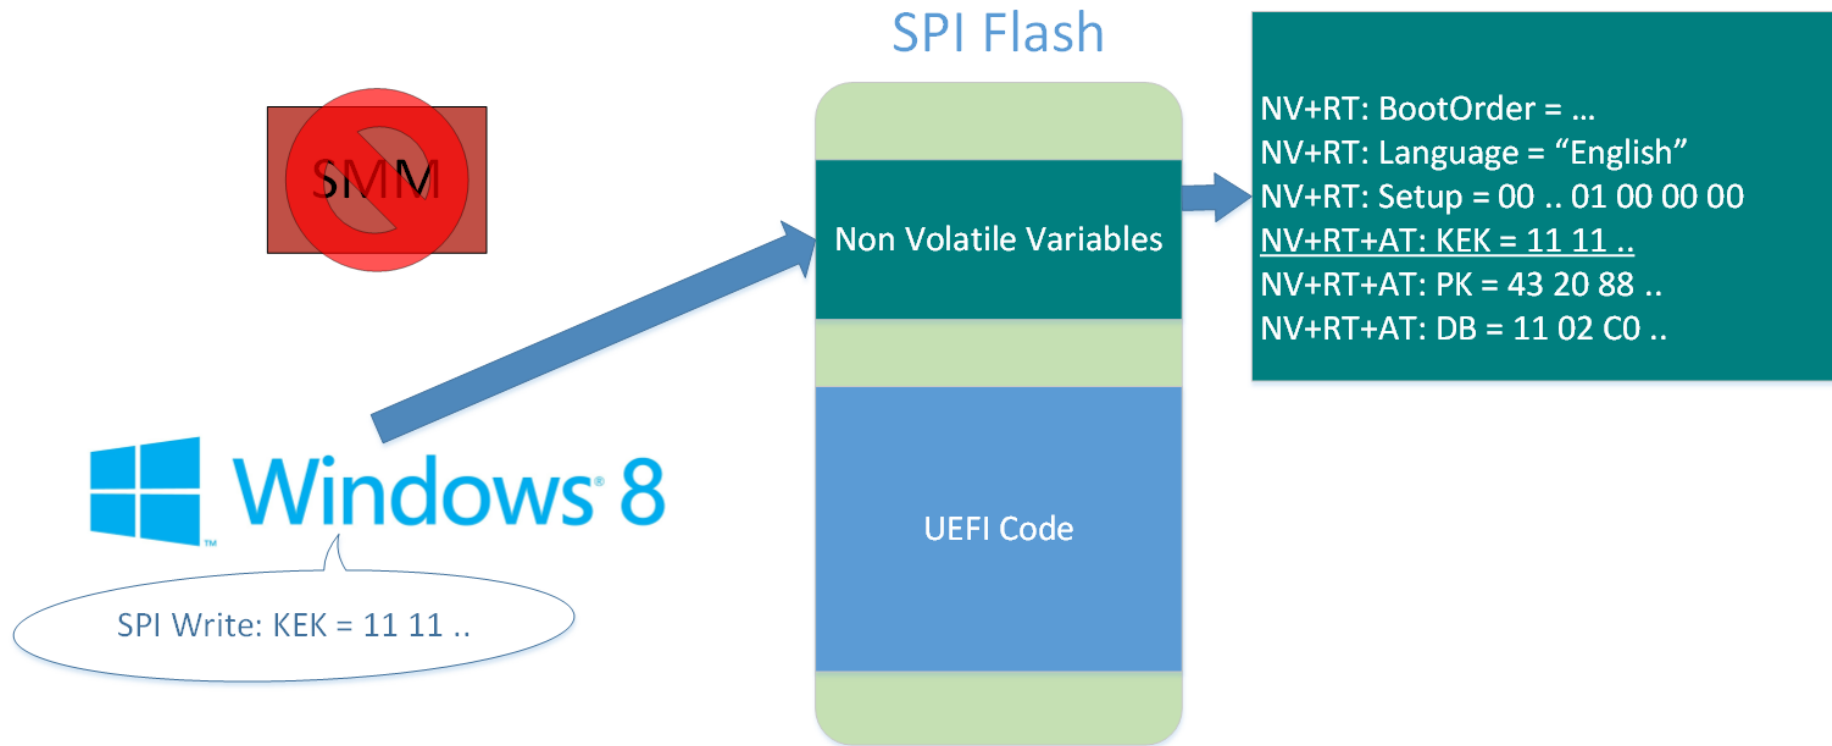 SPI Flash
SMM
NV+RT: BootOrder = ...
NV+RT: Language = “English”
NV+RT: Setup = 00 .. 01 00 00 00
NV+RT+AT: KEK = 11 11 ..
NV+RT+AT: PK = 43 20 88 ..
NV+RT+AT: DB = 11 02 C0 ..
Non Volatile Variables
Windows® 8
™
UEFI Code
SPI Write: KEK = 11 11 ..